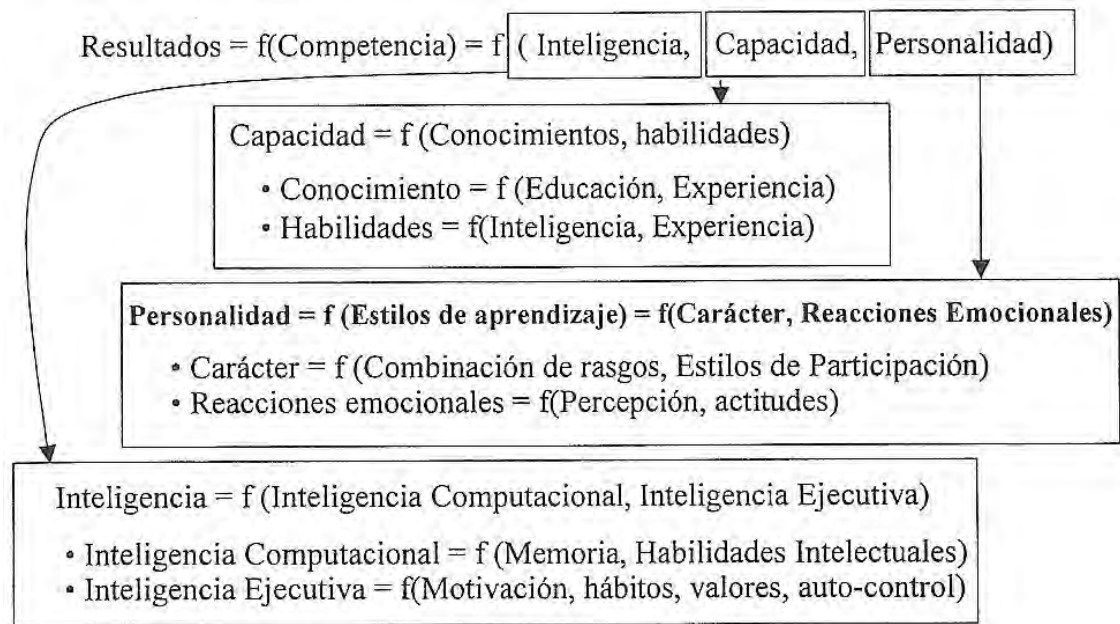 Resultados = f(Competencia) = f ( Inteligencia, Capacidad, Personalidad)
Capacidad = f (Conocimientos, habilidades)
• Conocimiento = f (Educación, Experiencia)
• Habilidades = f(Inteligencia, Experiencia)
Personalidad = f (Estilos de aprendizaje) = f(Carácter, Reacciones Emocionales)
• Carácter = f (Combinación de rasgos, Estilos de Participación)
• Reacciones emocionales = f(Percepción, actitudes)
Inteligencia = f (Inteligencia Computacional, Inteligencia Ejecutiva)
• Inteligencia Computacional = f (Memoria, Habilidades Intelectuales)
• Inteligencia Ejecutiva = f(Motivación, hábitos, valores, auto-control)